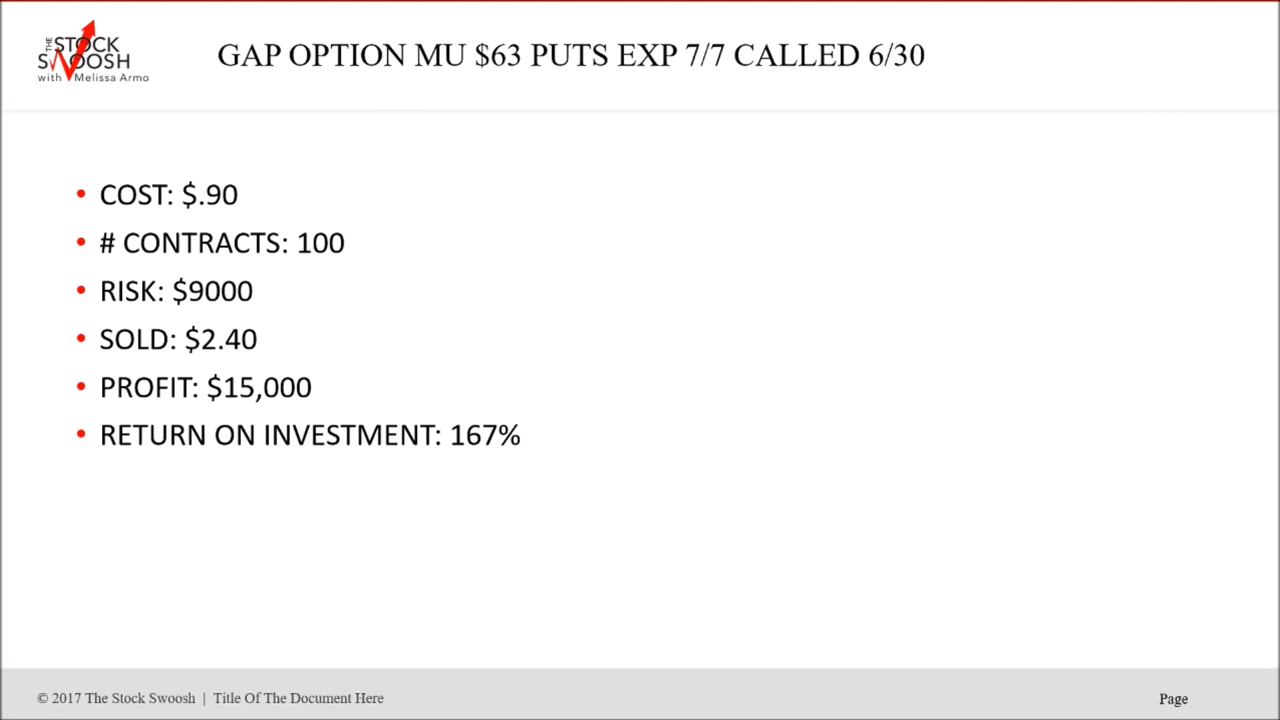 THE STOCK
SWOOSH
with Melissa Armo
GAP OPTION MU $63 PUTS EXP 7/7 CALLED 6/30
• COST: $.90
• # CONTRACTS: 100
• RISK: $9000
• SOLD: $2.40
• PROFIT: $15,000
• RETURN ON INVESTMENT: 167%
© 2017 The Stock Swoosh | Title Of The Document Here
Page